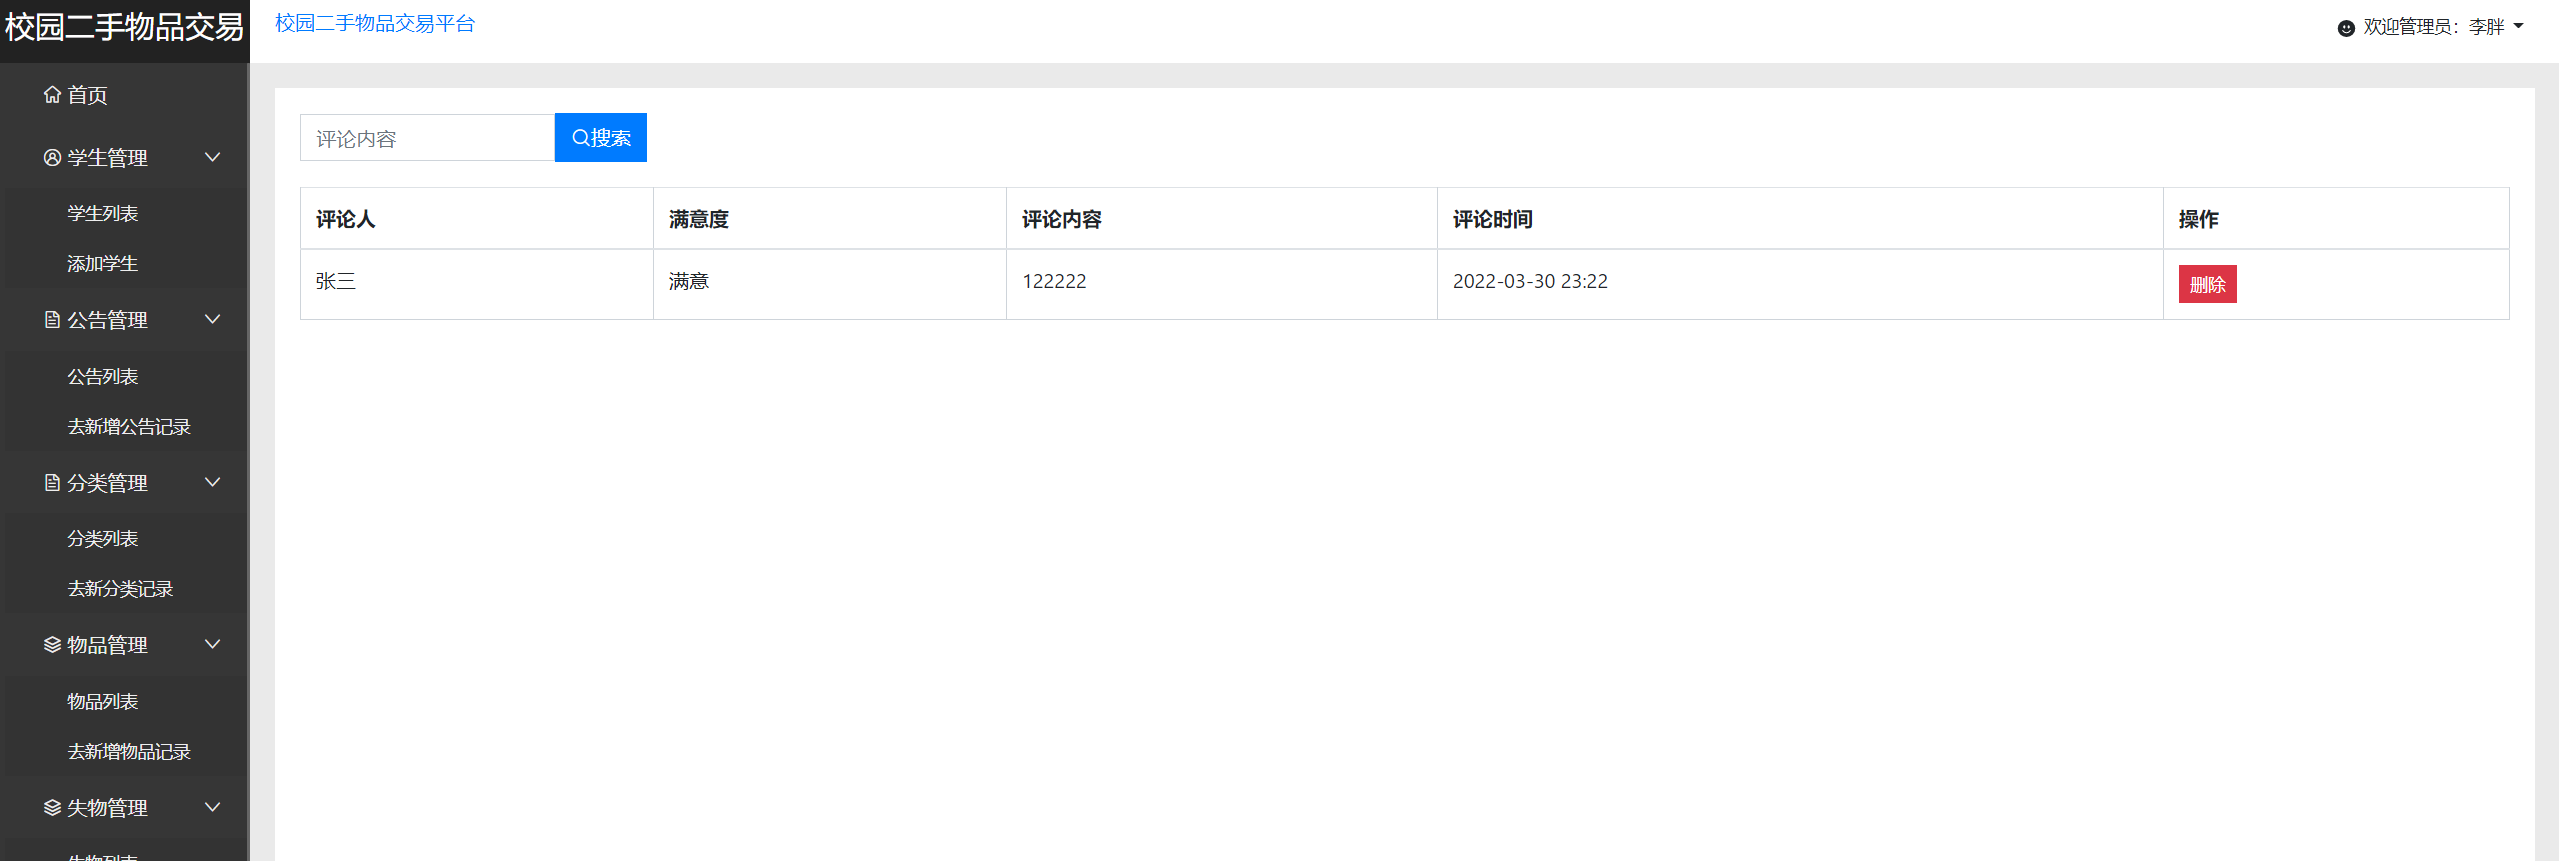 校园二手物品交易
校园二手物品交易平台
欢迎管理员：李胖
首页
学生管理
学生列表
添加学生
公告管理
公告列表
去新增公告记录
分类管理
分类列表
去新分类记录
物品管理
物品列表
去新增物品记录
失物管理
失物列表
评论内容 搜索
评论人 满意度 评论内容 评论时间 操作
张三 满意 122222 2022-03-30 23:22 删除